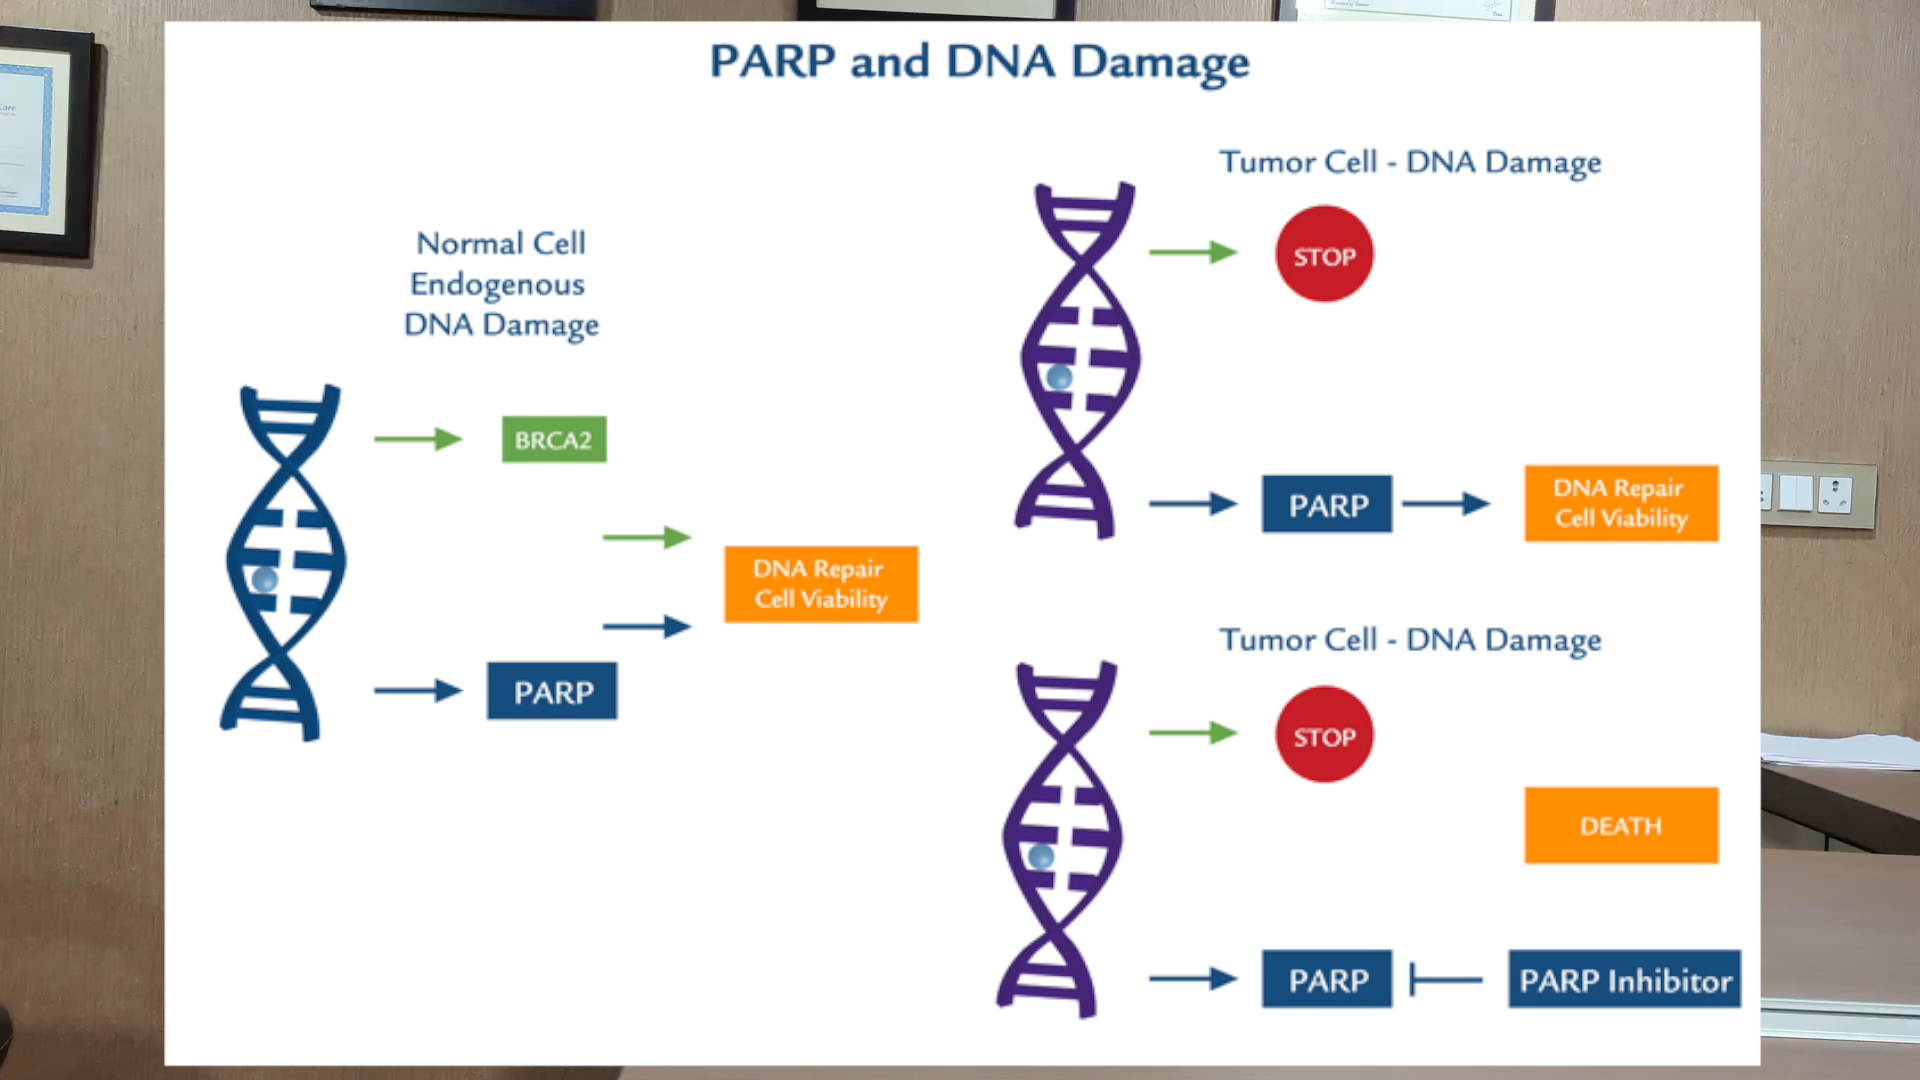 PARP and DNA Damage
Normal Cell
Endogenous
DNA Damage
BRCA2
PARP
DNA Repair
Cell Viability
Tumor Cell - DNA Damage
STOP
PARP
DNA Repair
Cell Viability
Tumor Cell - DNA Damage
STOP
DEATH
PARP
PARP Inhibitor